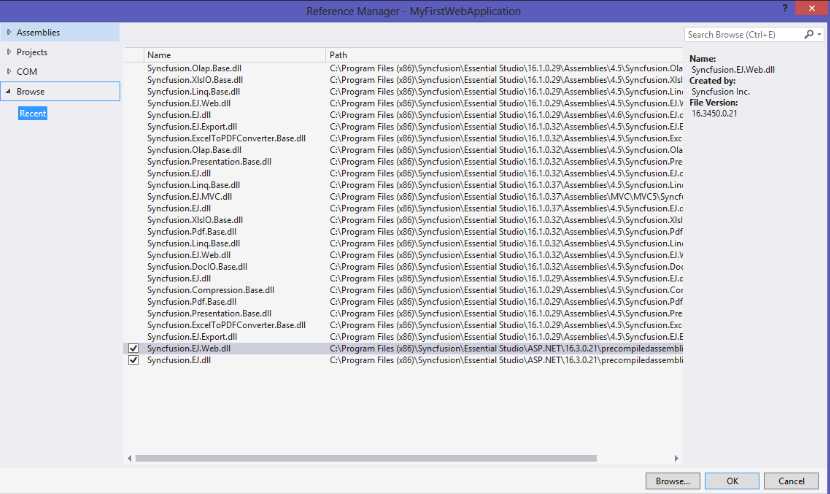 Reference Manager - MyFirstWebApplication
? ×
Assemblies
Projects
COM
Browse
Recent
Search Browse (Ctrl+E)
Name Path
Syncfusion.Olap.Base.dll C:\Program Files (x86)\Syncfusion\Essential Studio\16.1.0.29\Assemblies\4.5\Syncfusion.Ola
Syncfusion.XlsIO.Base.dll C:\Program Files (x86)\Syncfusion\Essential Studio\16.1.0.29\Assemblies\4.5\Syncfusion.XlsI
Syncfusion.Linq.Base.dll C:\Program Files (x86)\Syncfusion\Essential Studio\16.1.0.29\Assemblies\4.5\Syncfusion.Linc
Syncfusion.EJ.Web.dll C:\Program Files (x86)\Syncfusion\Essential Studio\16.1.0.29\Assemblies\4.5\Syncfusion.EJ.W
Syncfusion.EJ.dll C:\Program Files (x86)\Syncfusion\Essential Studio\16.1.0.29\Assemblies\4.5\Syncfusion.EJ.d
Syncfusion.EJ.Export.dll C:\Program Files (x86)\Syncfusion\Essential Studio\16.1.0.32\Assemblies\4.5\Syncfusion.EJ.E
Syncfusion.ExcelToPDFConverter.Base.dll C:\Program Files (x86)\Syncfusion\Essential Studio\16.1.0.32\Assemblies\4.5\Syncfusion.Exc
Syncfusion.Olap.Base.dll C:\Program Files (x86)\Syncfusion\Essential Studio\16.1.0.32\Assemblies\4.5\Syncfusion.Ola
Syncfusion.Presentation.Base.dll C:\Program Files (x86)\Syncfusion\Essential Studio\16.1.0.32\Assemblies\4.5\Syncfusion.Pre
Syncfusion.EJ.dll C:\Program Files (x86)\Syncfusion\Essential Studio\16.1.0.32\Assemblies\4.5\Syncfusion.EJ.d
Syncfusion.Linq.Base.dll C:\Program Files (x86)\Syncfusion\Essential Studio\16.1.0.37\Assemblies\4.5\Syncfusion.Linc
Syncfusion.EJ.MVC.dll C:\Program Files (x86)\Syncfusion\Essential Studio\16.1.0.37\Assemblies\MVC\MVC5\Syncf
Syncfusion.EJ.dll C:\Program Files (x86)\Syncfusion\Essential Studio\16.1.0.37\Assemblies\4.5\Syncfusion.EJ.d
Syncfusion.XlsIO.Base.dll C:\Program Files (x86)\Syncfusion\Essential Studio\16.1.0.32\Assemblies\4.5\Syncfusion.XlsI
Syncfusion.Pdf.Base.dll C:\Program Files (x86)\Syncfusion\Essential Studio\16.1.0.32\Assemblies\4.5\Syncfusion.Pdf
Syncfusion.Linq.Base.dll C:\Program Files (x86)\Syncfusion\Essential Studio\16.1.0.32\Assemblies\4.5\Syncfusion.Linc
Syncfusion.EJ.Web.dll C:\Program Files (x86)\Syncfusion\Essential Studio\16.1.0.32\Assemblies\4.5\Syncfusion.EJ.W
Syncfusion.DocIO.Base.dll C:\Program Files (x86)\Syncfusion\Essential Studio\16.1.0.32\Assemblies\4.5\Syncfusion.Doc
Syncfusion.EJ.dll C:\Program Files (x86)\Syncfusion\Essential Studio\16.1.0.29\Assemblies\4.5\Syncfusion.EJ.d
Syncfusion.Compression.Base.dll C:\Program Files (x86)\Syncfusion\Essential Studio\16.1.0.29\Assemblies\4.5\Syncfusion.Cor
Syncfusion.Pdf.Base.dll C:\Program Files (x86)\Syncfusion\Essential Studio\16.1.0.29\Assemblies\4.5\Syncfusion.Pdf
Syncfusion.Presentation.Base.dll C:\Program Files (x86)\Syncfusion\Essential Studio\16.1.0.29\Assemblies\4.5\Syncfusion.Pre
Syncfusion.ExcelToPDFConverter.Base.dll C:\Program Files (x86)\Syncfusion\Essential Studio\16.1.0.29\Assemblies\4.5\Syncfusion.Exc
Syncfusion.EJ.Export.dll C:\Program Files (x86)\Syncfusion\Essential Studio\16.1.0.29\Assemblies\4.5\Syncfusion.EJ.E
Syncfusion.EJ.Web.dll C:\Program Files (x86)\Syncfusion\Essential Studio\ASP.NET\16.3.0.21\precompiledassembli
Syncfusion.EJ.dll C:\Program Files (x86)\Syncfusion\Essential Studio\ASP.NET\16.3.0.21\precompiledassembli
Name:
Syncfusion.EJ.Web.dll
Created by:
Syncfusion Inc.
File Version:
16.3450.0.21
Browse... OK Cancel